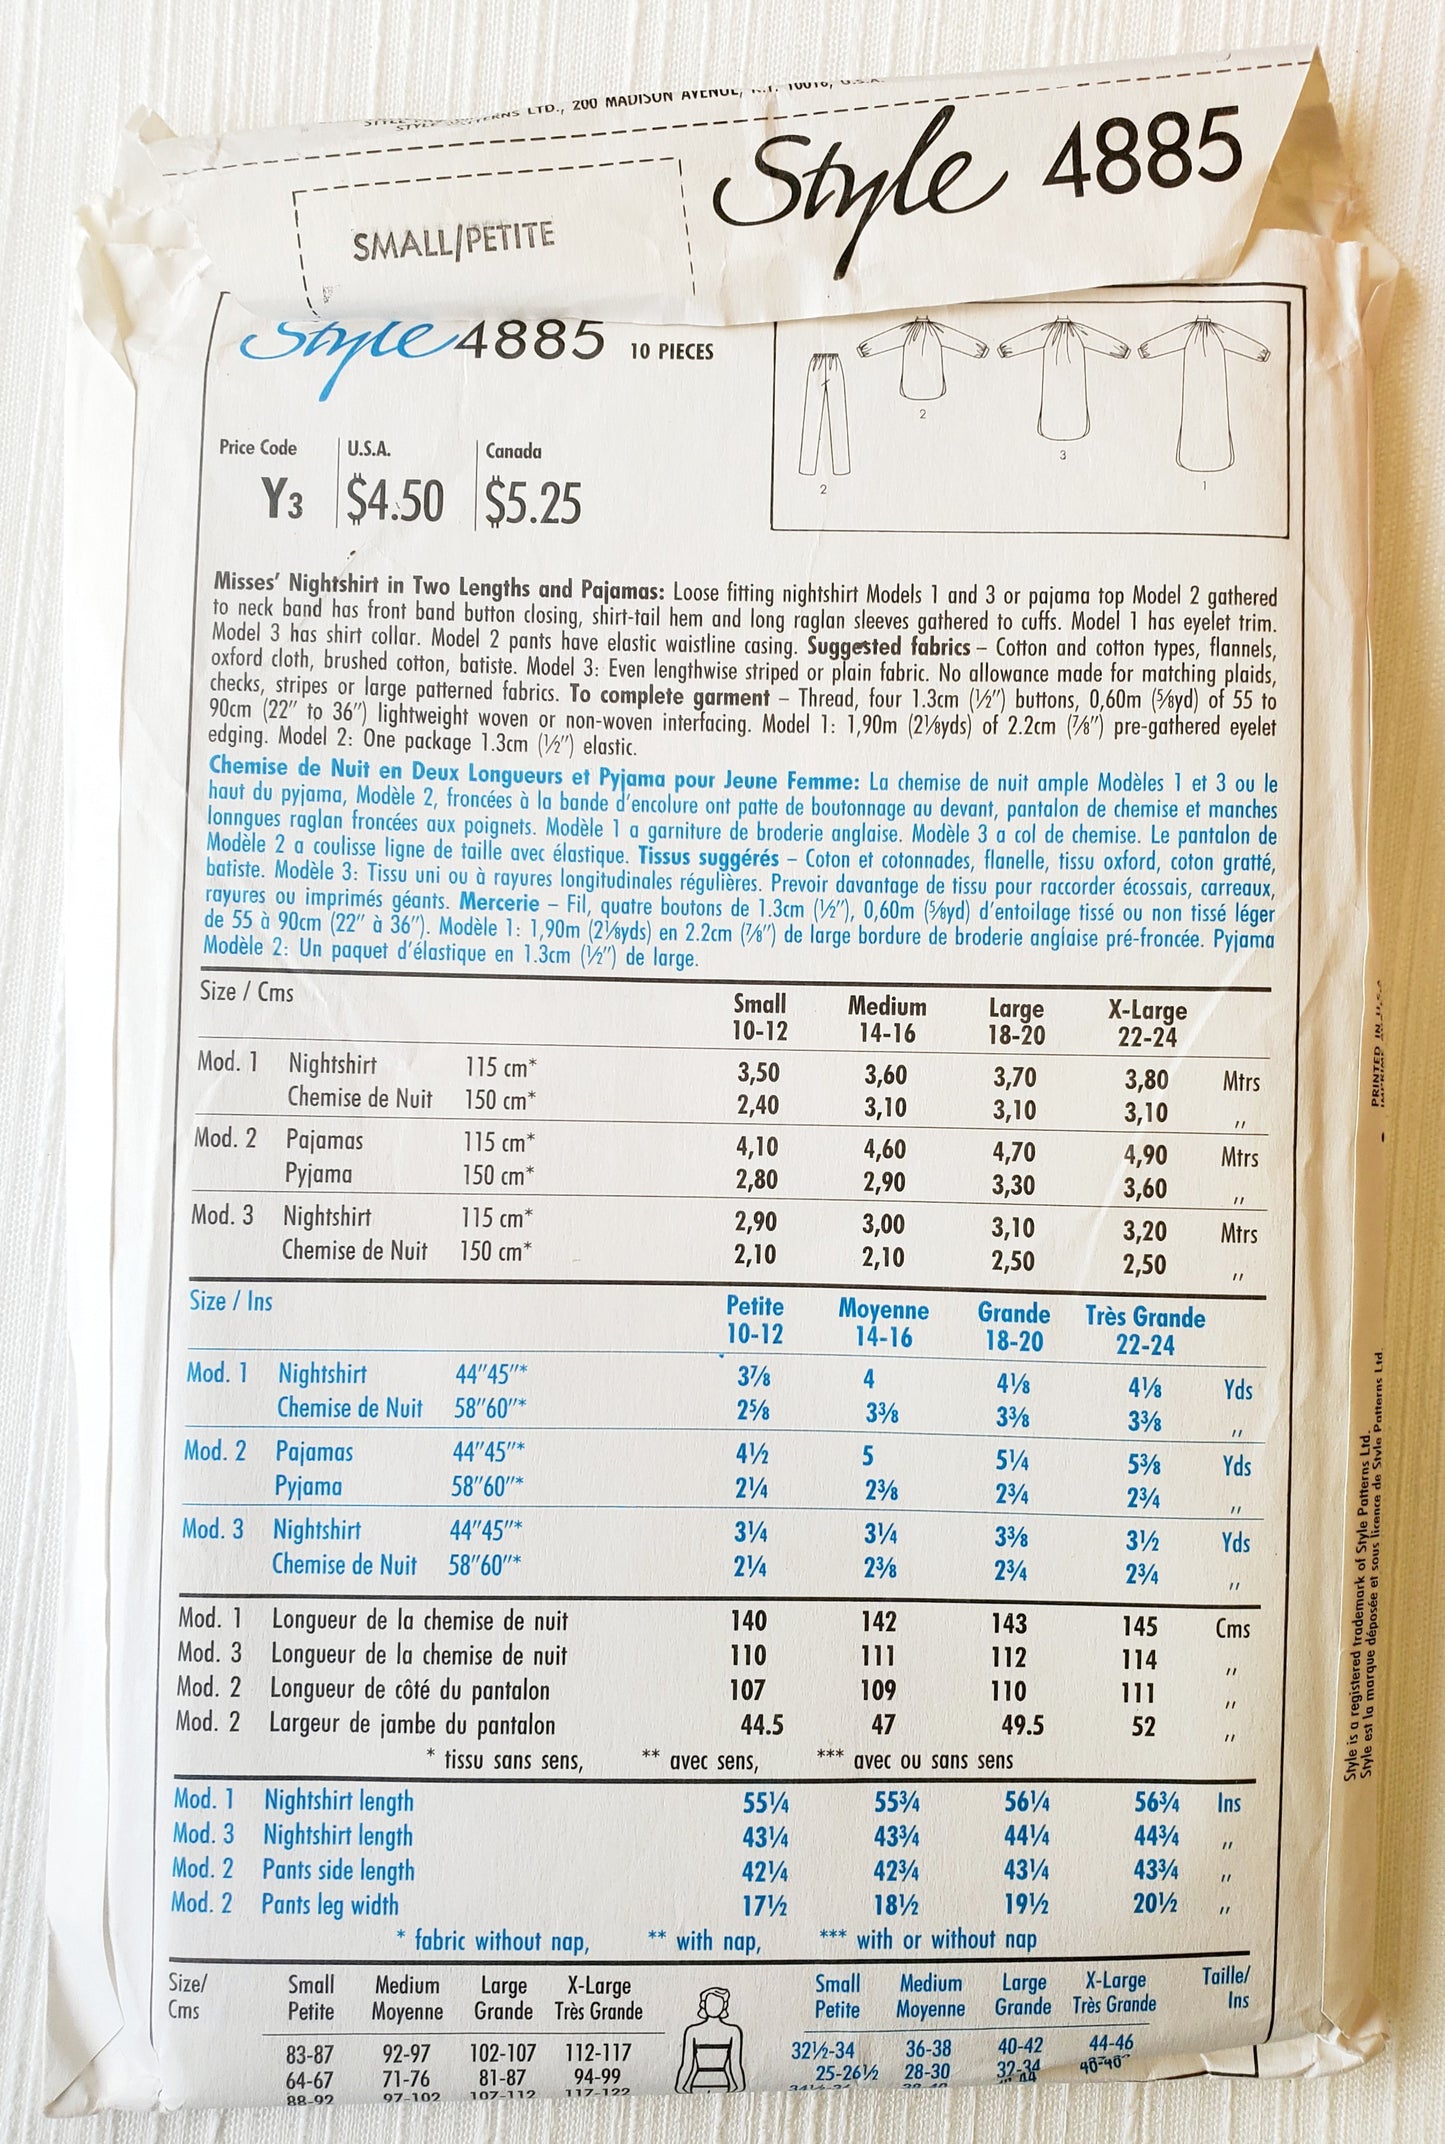 LTD., 200 MADISON AVENUE, N.Y. 10016, U.S.A.
Style 4885
SMALL/PETITE
Style 4885 10 PIECES
2
2
3
1
Price Code U.S.A. Canada
Y3 $4.50 $5.25
Misses' Nightshirt in Two Lengths and Pajamas: Loose fitting nightshirt Models 1 and 3 or pajama top Model 2 gathered
to neck band has front band button closing, shirt-tail hem and long raglan sleeves gathered to cuffs. Model 1 has eyelet trim.
Model 3 has shirt collar. Model 2 pants have elastic waistline casing. Suggested fabrics – Cotton and cotton types, flannels,
oxford cloth, brushed cotton, batiste. Model 3: Even lengthwise striped or plain fabric. No allowance made for matching plaids,
checks, stripes or large patterned fabrics. To complete garment – Thread, four 1.3cm (½″) buttons, 0,60m (⅝yd) of 55 to
90cm (22″ to 36″) lightweight woven or non-woven interfacing. Model 1: 1,90m (2⅛yds) of 2.2cm (⅞″) pre-gathered eyelet
edging. Model 2: One package 1.3cm (½″) elastic.
Chemise de Nuit en Deux Longueurs et Pyjama pour Jeune Femme: La chemise de nuit ample Modèles 1 et 3 ou le
haut du pyjama, Modèle 2, froncées à la bande d'encolure ont patte de boutonnage au devant, pantalon de chemise et manches
lonngues raglan froncées aux poignets. Modèle 1 a garniture de broderie anglaise. Modèle 3 a col de chemise. Le pantalon de
Modèle 2 a coulisse ligne de taille avec élastique. Tissus suggérés – Coton et cotonnades, flanelle, tissu oxford, coton gratté,
batiste. Modèle 3: Tissu uni ou à rayures longitudinales régulières. Prevoir davantage de tissu pour raccorder écossais, carreaux,
rayures ou imprimés géants. Mercerie – Fil, quatre boutons de 1.3cm (½″), 0,60m (⅝yd) d'entoilage tissé ou non tissé léger
de 55 à 90cm (22″ à 36″). Modèle 1: 1,90m (2⅛yds) en 2.2cm (⅞″) de large bordure de broderie anglaise pré-froncée. Pyjama
Modèle 2: Un paquet d'élastique en 1.3cm (½″) de large.
Size / Cms Small Medium Large X-Large
10-12 14-16 18-20 22-24
Mod. 1 Nightshirt 115 cm* 3,50 3,60 3,70 3,80 Mtrs
Chemise de Nuit 150 cm* 2,40 3,10 3,10 3,10 ,,
Mod. 2 Pajamas 115 cm* 4,10 4,60 4,70 4,90 Mtrs
Pyjama 150 cm* 2,80 2,90 3,30 3,60 ,,
Mod. 3 Nightshirt 115 cm* 2,90 3,00 3,10 3,20 Mtrs
Chemise de Nuit 150 cm* 2,10 2,10 2,50 2,50 ,,
Size / Ins Petite Moyenne Grande Très Grande
10-12 14-16 18-20 22-24
Mod. 1 Nightshirt 44″45″* 3⅞ 4 4⅛ 4⅛ Yds
Chemise de Nuit 58″60″* 2⅝ 3⅜ 3⅜ 3⅜ ,,
Mod. 2 Pajamas 44″45″* 4½ 5 5¼ 5⅜ Yds
Pyjama 58″60″* 2¼ 2⅜ 2¾ 2¾ ,,
Mod. 3 Nightshirt 44″45″* 3¼ 3¼ 3⅜ 3½ Yds
Chemise de Nuit 58″60″* 2¼ 2⅜ 2¾ 2¾ ,,
Mod. 1 Longueur de la chemise de nuit 140 142 143 145 Cms
Mod. 3 Longueur de la chemise de nuit 110 111 112 114 ,,
Mod. 2 Longueur de côté du pantalon 107 109 110 111 ,,
Mod. 2 Largeur de jambe du pantalon 44.5 47 49.5 52 ,,
* tissu sans sens, ** avec sens, *** avec ou sans sens
Mod. 1 Nightshirt length 55¼ 55¾ 56¼ 56¾ Ins
Mod. 3 Nightshirt length 43¼ 43¾ 44¼ 44¾ ,,
Mod. 2 Pants side length 42¼ 42¾ 43¼ 43¾ ,,
Mod. 2 Pants leg width 17½ 18½ 19½ 20½ ,,
* fabric without nap, ** with nap, *** with or without nap
Size/ Small Medium Large X-Large Small Medium Large X-Large Taille/
Cms Petite Moyenne Grande Très Grande Petite Moyenne Grande Très Grande Ins
83-87 92-97 102-107 112-117 32½-34 36-38 40-42 44-46
64-67 71-76 81-87 94-99 25-26½ 28-30 32-34
88-92 97-102 107-112 117-122
PRINTED IN U.S.A
Style is a registered trademark of Style Patterns Ltd.
Style est la marque déposée et sous licence de Style Patterns Ltd.